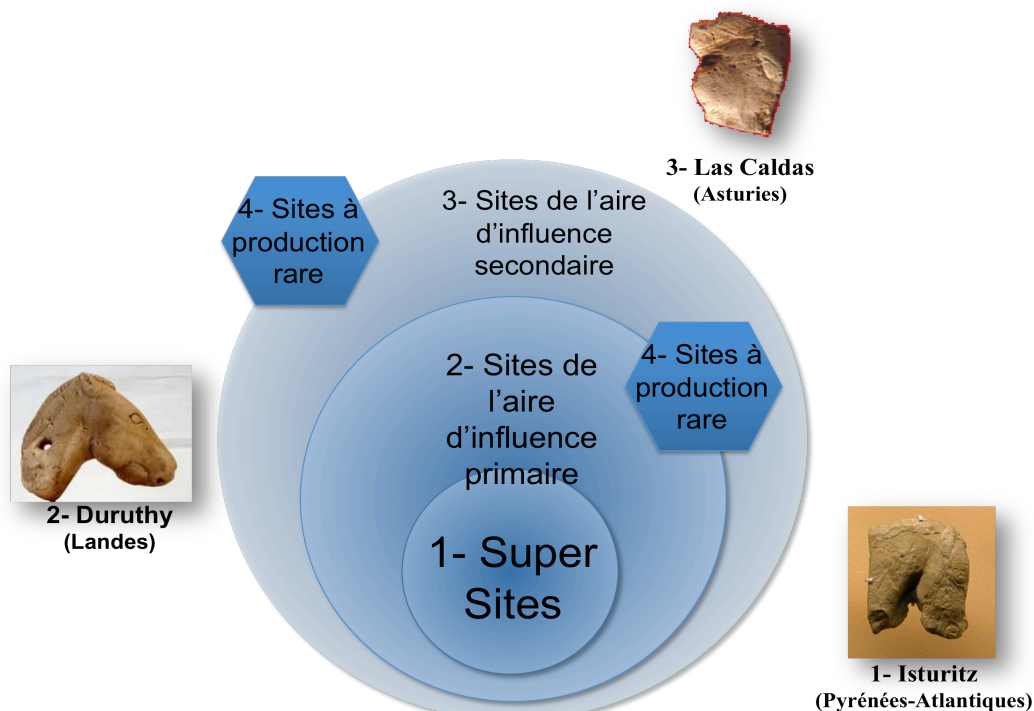 3- Las Caldas
(Asturies)
4- Sites à
production
rare
3- Sites de l’aire
d’influence
secondaire
4- Sites à
production
rare
2- Sites de
l’aire
d’influence
primaire
2- Duruthy
(Landes)
1- Super
Sites
1- Isturitz
(Pyrénées-Atlantiques)